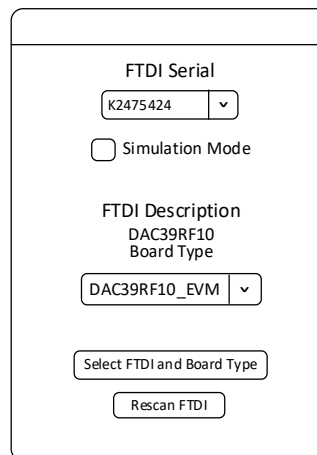 FTDI Serial
K2475424
Simulation Mode
FTDI Description
DAC39RF10
Board Type
DAC39RF10_EVM
Select FTDI and Board Type
Rescan FTDI